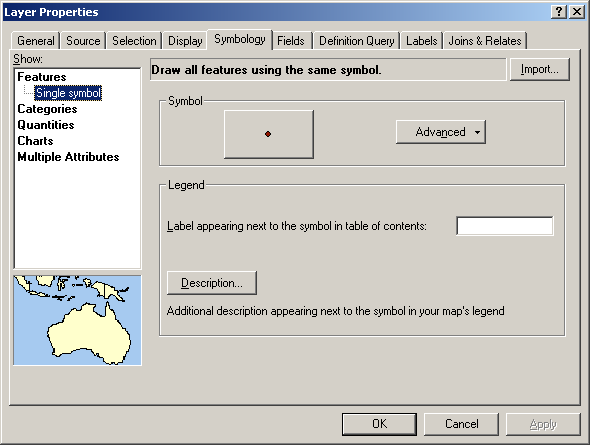 Layer Properties
General Source Selection Display Symbology Fields Definition Query Labels Joins & Relates
Show:
Features
Single symbol
Categories
Quantities
Charts
Multiple Attributes
Draw all features using the same symbol.
Import...
Symbol
Advanced
Legend
Label appearing next to the symbol in table of contents:
Description...
Additional description appearing next to the symbol in your map's legend
OK Cancel Apply